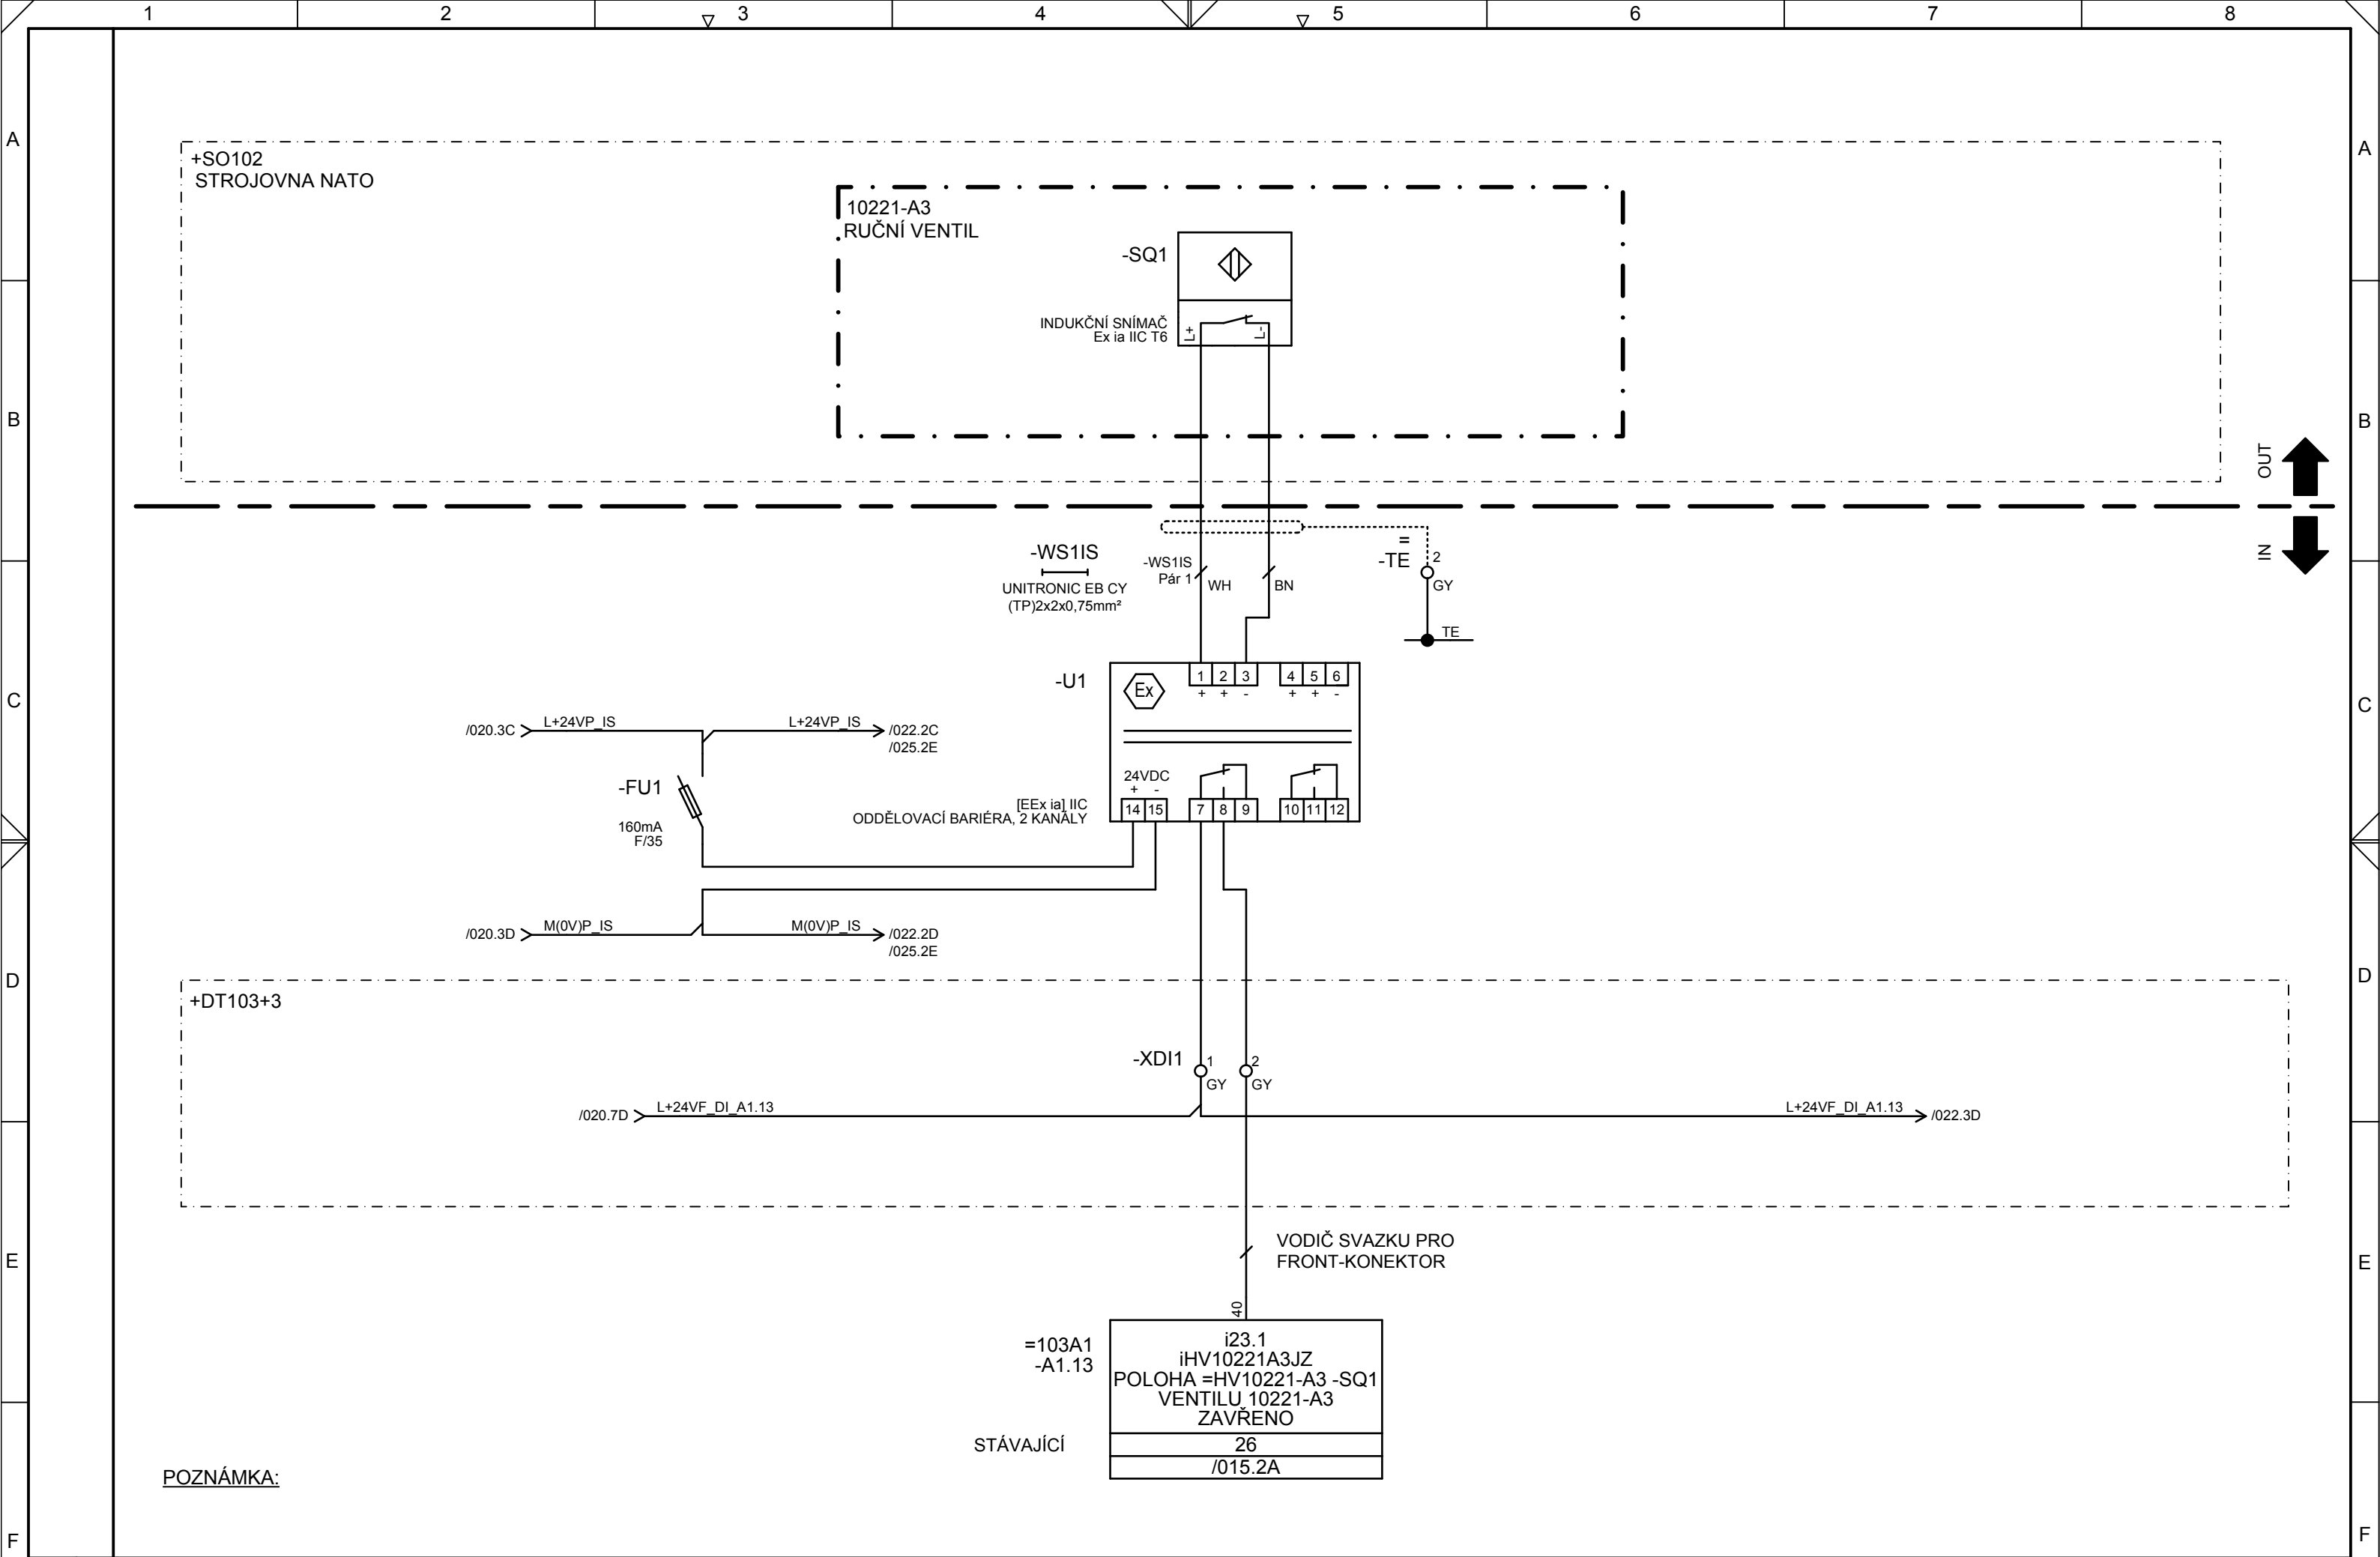 1 2 3 4 5 6 7 8
A A
+SO102
STROJOVNA NATO
10221-A3
RUČNÍ VENTIL
-SQ1
INDUKČNÍ SNÍMAČ
Ex ia IIC T6
L+ L-
B B
OUT
IN
-WS1IS
UNITRONIC EB CY
(TP)2x2x0,75mm²
-WS1IS
Pár 1
WH BN
=
-TE
2
GY
TE
C C
-U1
Ex
1 2 3 4 5 6
+ + - + + -
/020.3C L+24VP_IS L+24VP_IS /022.2C
/025.2E
-FU1
160mA
F/35
24VDC
+ -
[EEx ia] IIC
ODDĚLOVACÍ BARIÉRA, 2 KANÁLY
14 15 7 8 9 10 11 12
/020.3D M(0V)P_IS M(0V)P_IS /022.2D
/025.2E
D D
+DT103+3
-XDI1 1 2
GY GY
/020.7D L+24VF_DI_A1.13 L+24VF_DI_A1.13 /022.3D
E E
VODIČ SVAZKU PRO
FRONT-KONEKTOR
40
=103A1
-A1.13
i23.1
iHV10221A3JZ
POLOHA =HV10221-A3 -SQ1
VENTILU 10221-A3
ZAVŘENO
STÁVAJÍCÍ
26
/015.2A
POZNÁMKA:
F F